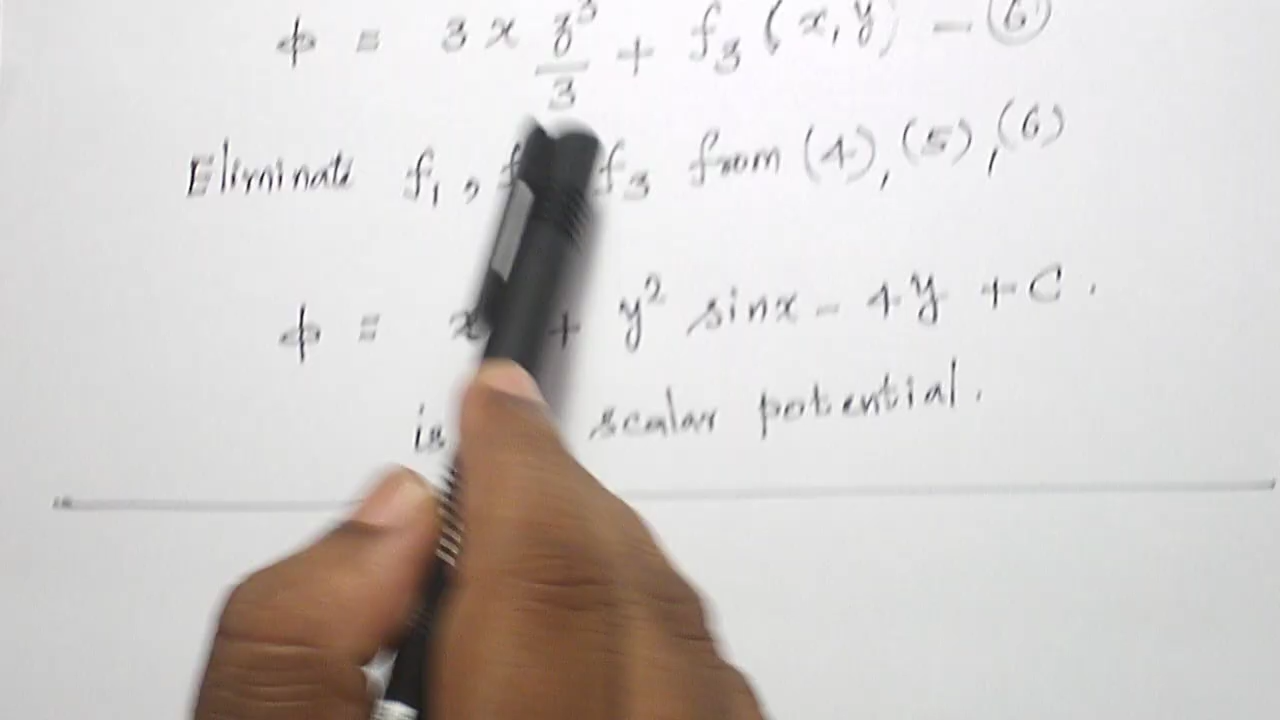 ϕ = 3x z³/3 + f₃(x,y) — ⑥
Eliminate f₁, f₃ from (4), (5), (6)
ϕ = x + y² sinx − 4y + C.
is scalar potential.